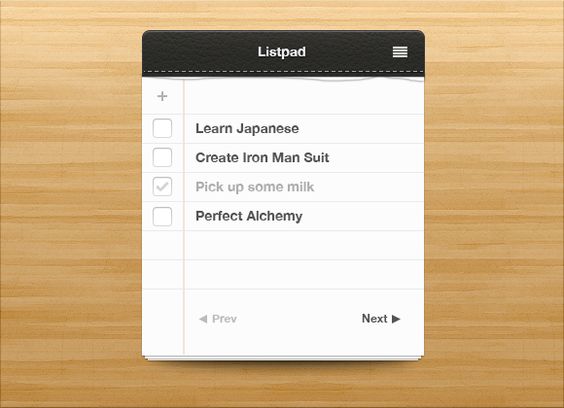 Listpad
+
Learn Japanese
Create Iron Man Suit
Pick up some milk
Perfect Alchemy
◀ Prev
Next ▶